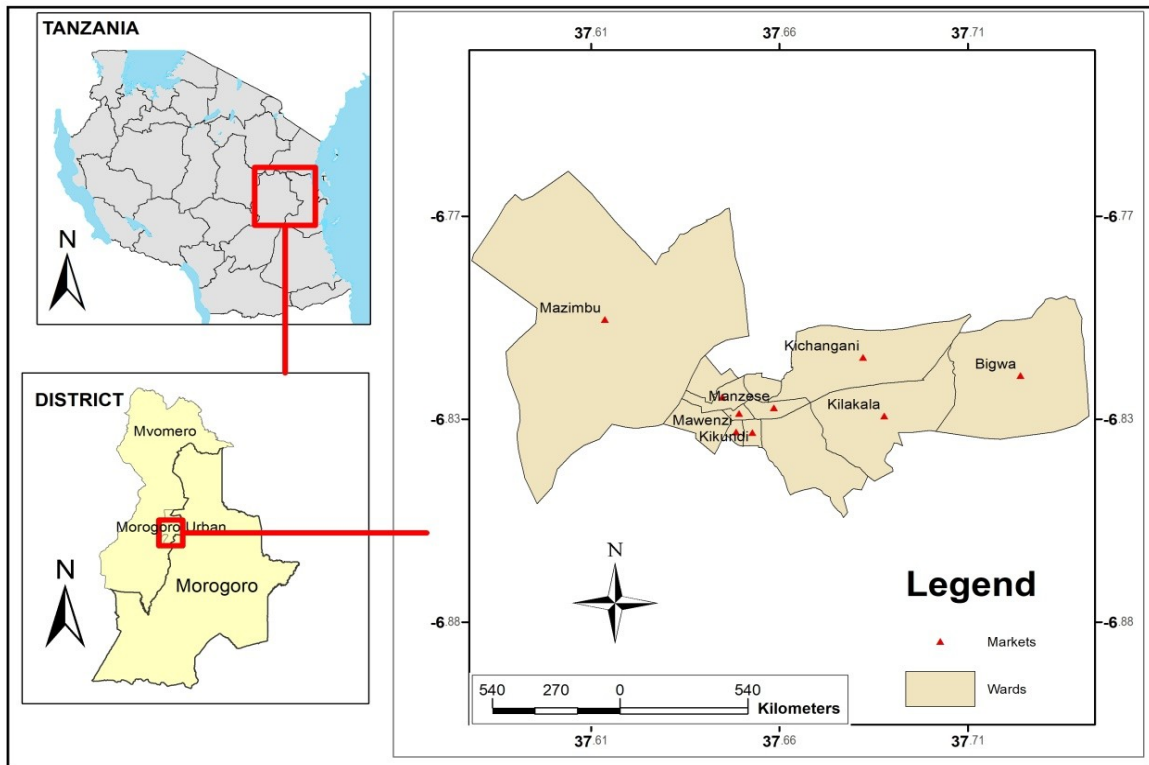 TANZANIA
N
DISTRICT
Mvomero
Morogoro Urban
Morogoro
N
37.61 37.66 37.71
-6.77 -6.77
Mazimbu
Kichangani
Bigwa
Manzese
Kilakala
-6.83 -6.83
Mawenzi
Kikundi
N
Legend
-6.88 -6.88
Markets
Wards
540 270 0 540
Kilometers
37.61 37.66 37.71